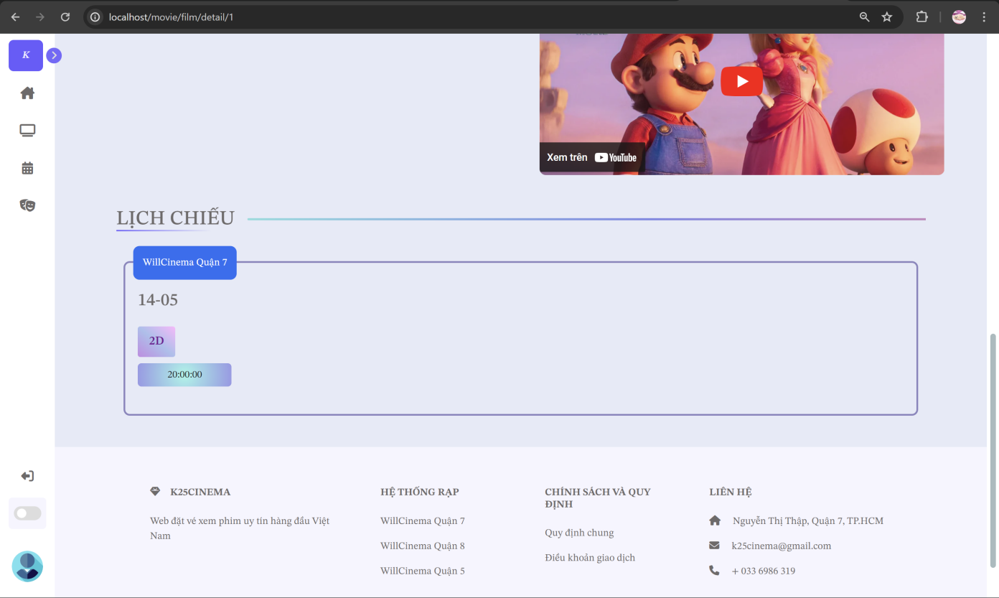 localhost/movie/film/detail/1
K
Xem trên YouTube
LỊCH CHIẾU
WillCinema Quận 7
14-05
2D
20:00:00
K25CINEMA
Web đặt vé xem phim uy tín hàng đầu Việt
Nam
HỆ THỐNG RẠP
WillCinema Quận 7
WillCinema Quận 8
WillCinema Quận 5
CHÍNH SÁCH VÀ QUY
ĐỊNH
Quy định chung
Điều khoản giao dịch
LIÊN HỆ
Nguyễn Thị Thập, Quận 7, TP.HCM
k25cinema@gmail.com
+ 033 6986 319